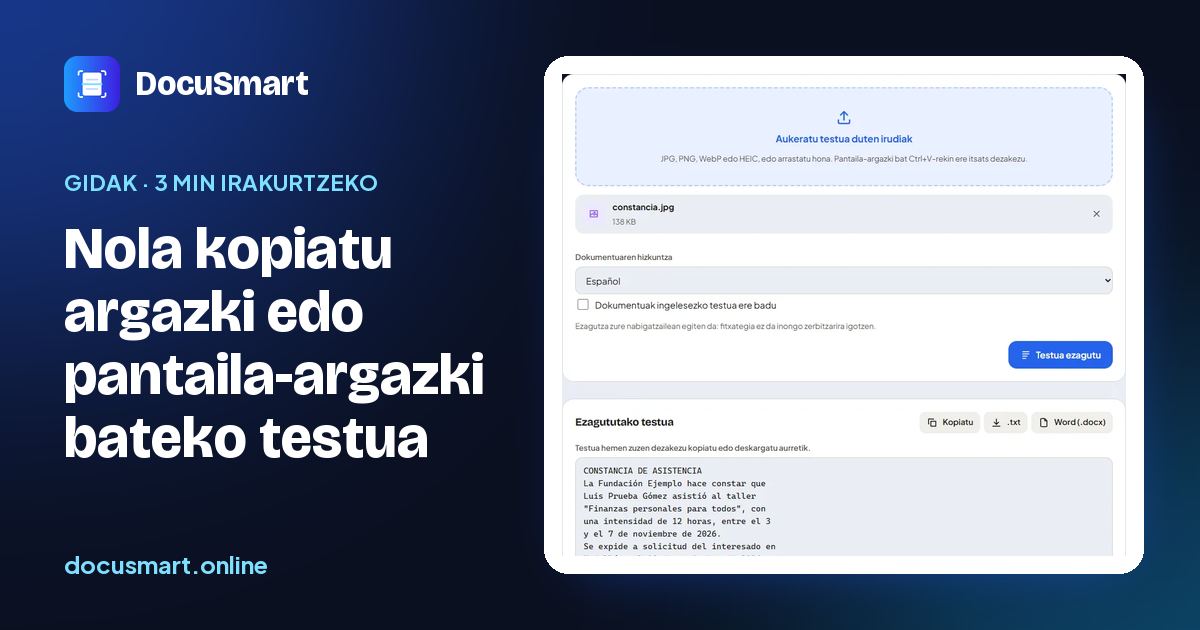 DocuSmart
GIDAK · 3 MIN IRAKURTZEKO
Nola kopiatu
argazki edo
pantaila-argazki
bateko testua
docusmart.online
Aukeratu testua duten irudiak
JPG, PNG, WebP edo HEIC, edo arrastatu hona. Pantaila-argazki bat Ctrl+V-rekin ere itsats dezakezu.
constancia.jpg
138 KB
Dokumentuaren hizkuntza
Español
Dokumentuak ingelesezko testua ere badu
Ezagutza zure nabigatzailean egiten da: fitxategia ez da inongo zerbitzarira igotzen.
Testua ezagutu
Ezagututako testua
Kopiatu
.txt
Word (.docx)
Testua hemen zuzen dezakezu kopiatu edo deskargatu aurretik.
CONSTANCIA DE ASISTENCIA
La Fundación Ejemplo hace constar que
Luis Prueba Gómez asistió al taller
"Finanzas personales para todos", con
una intensidad de 12 horas, entre el 3
y el 7 de noviembre de 2026.
Se expide a solicitud del interesado en